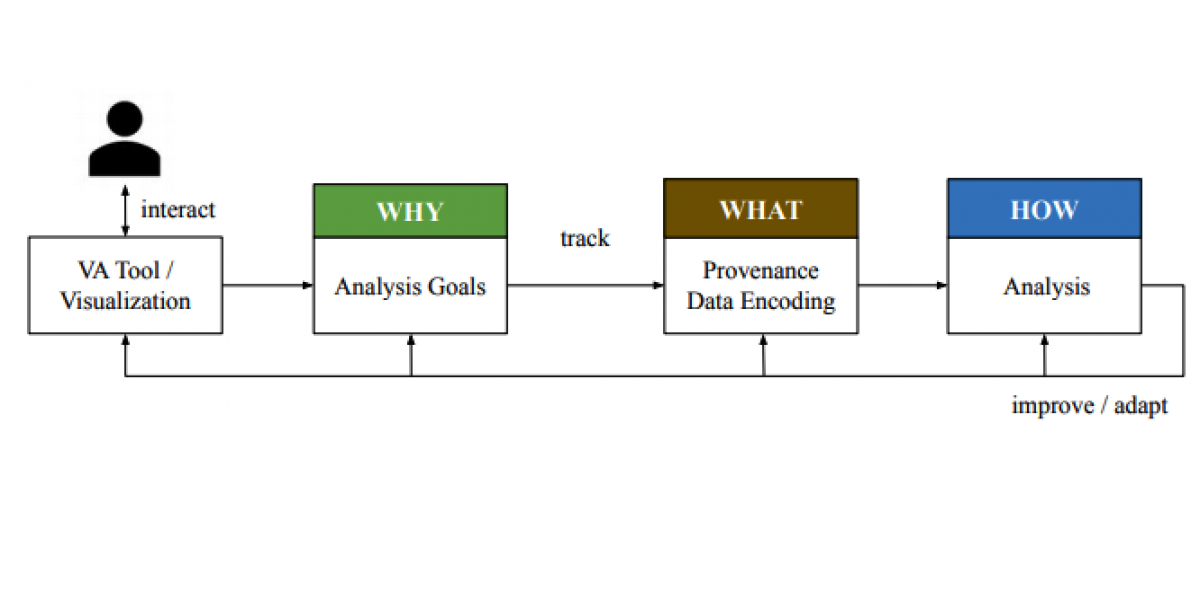 interact
VA Tool /
Visualization
WHY
Analysis Goals
track
WHAT
Provenance
Data Encoding
HOW
Analysis
improve / adapt